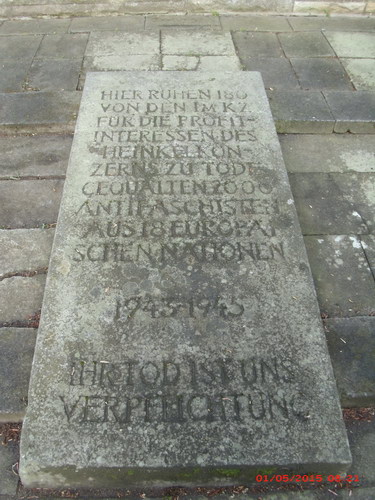 HIER RUHEN 180
VON DEN IM KZ
FÜR DIE PROFIT-
INTERESSEN DES
HEINKELKON-
ZERNS ZU TODE
GEQUÄLTEN 2000
ANTIFASCHISTEN
AUS 18 EUROPÄI
SCHEN NATIONEN
1943-1945
IHR TOD IST UNS
VERPFLICHTUNG
01/05/2015